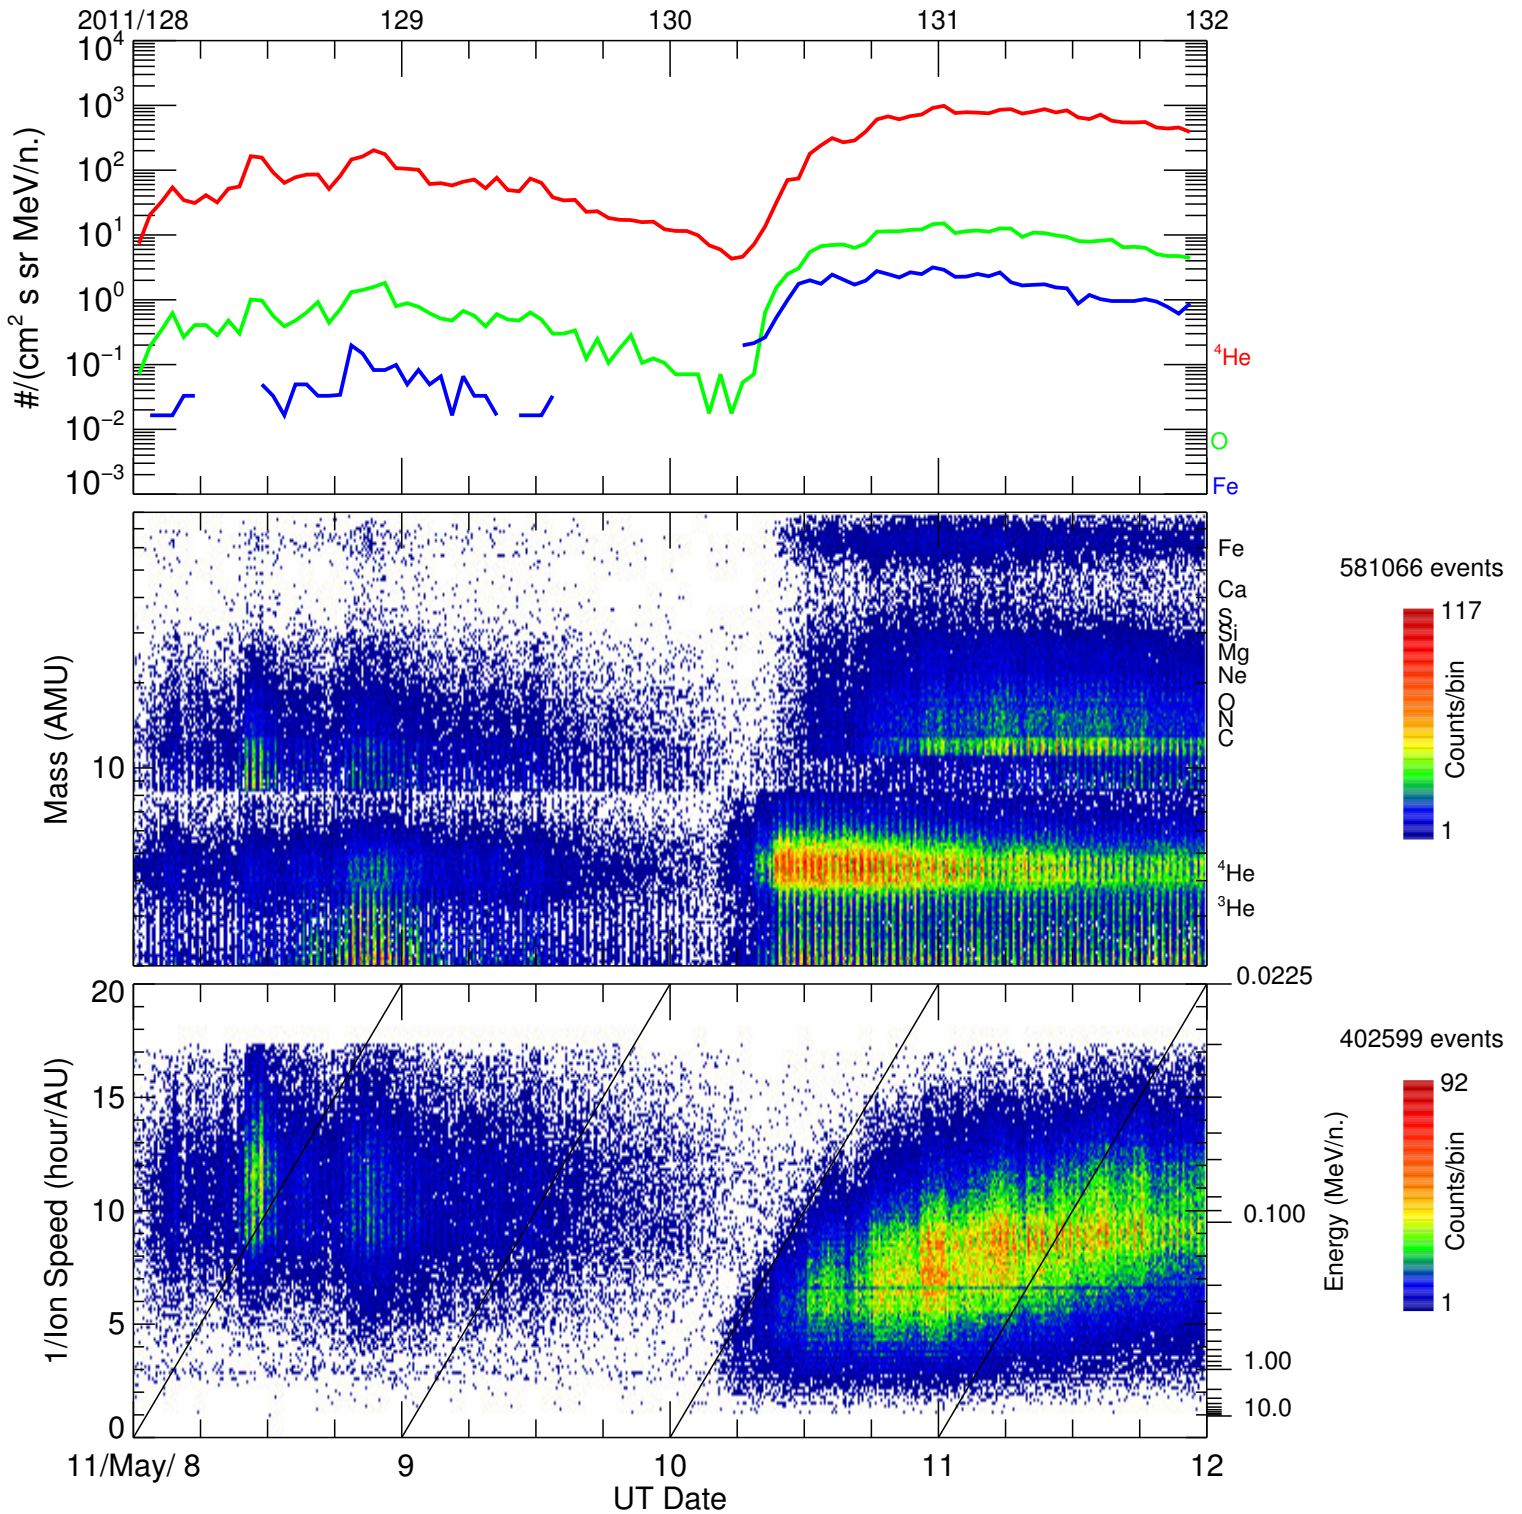 2011/128 129 130 131 132
10⁴
10³
10²
10¹
10⁰
10⁻¹
10⁻²
10⁻³
#/(cm² s sr MeV/n.)
⁴He
O
Fe
Mass (AMU)
10
Fe
Ca
S
Si
Mg
Ne
O
N
C
⁴He
³He
581066 events
117
Counts/bin
1
1/Ion Speed (hour/AU)
20
15
10
5
0
0.0225
0.100
1.00
10.0
Energy (MeV/n.)
402599 events
92
Counts/bin
1
11/May/ 8 9 10 11 12
UT Date